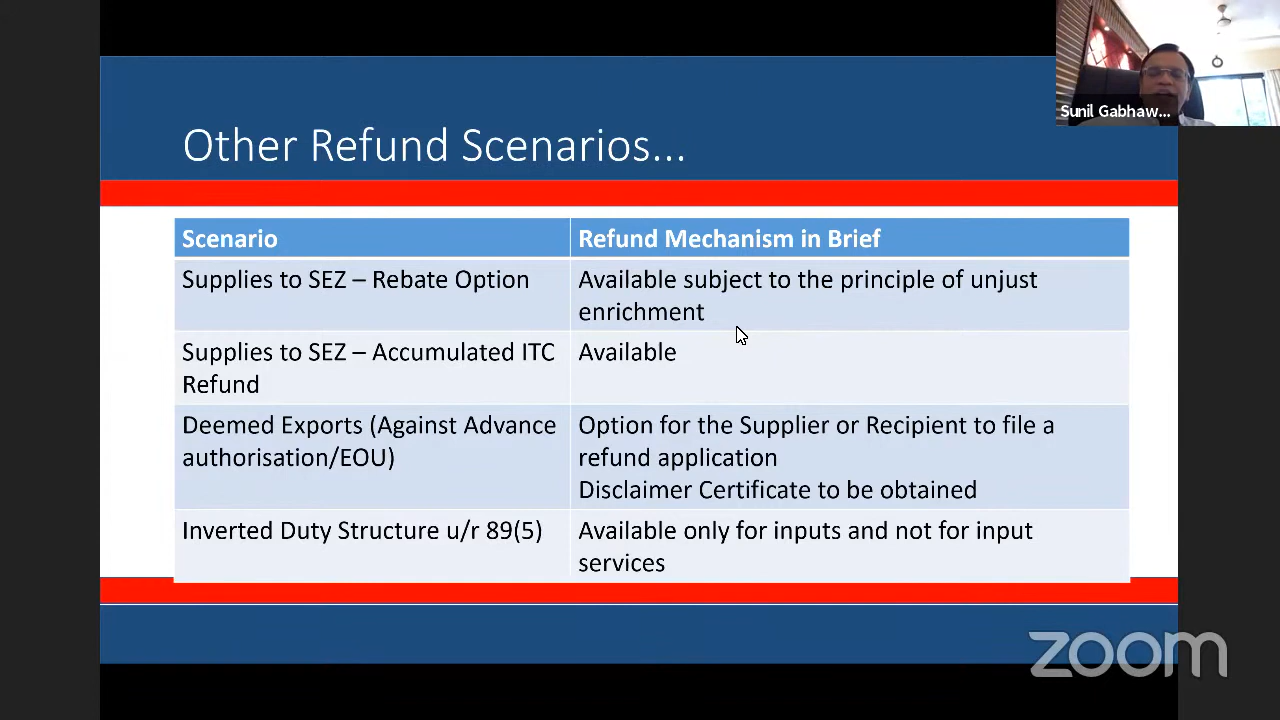 Sunil Gabhaw...
Other Refund Scenarios...
Scenario
Refund Mechanism in Brief
Supplies to SEZ – Rebate Option
Available subject to the principle of unjust
enrichment
Supplies to SEZ – Accumulated ITC
Refund
Available
Deemed Exports (Against Advance
authorisation/EOU)
Option for the Supplier or Recipient to file a
refund application
Disclaimer Certificate to be obtained
Inverted Duty Structure u/r 89(5)
Available only for inputs and not for input
services
zoom